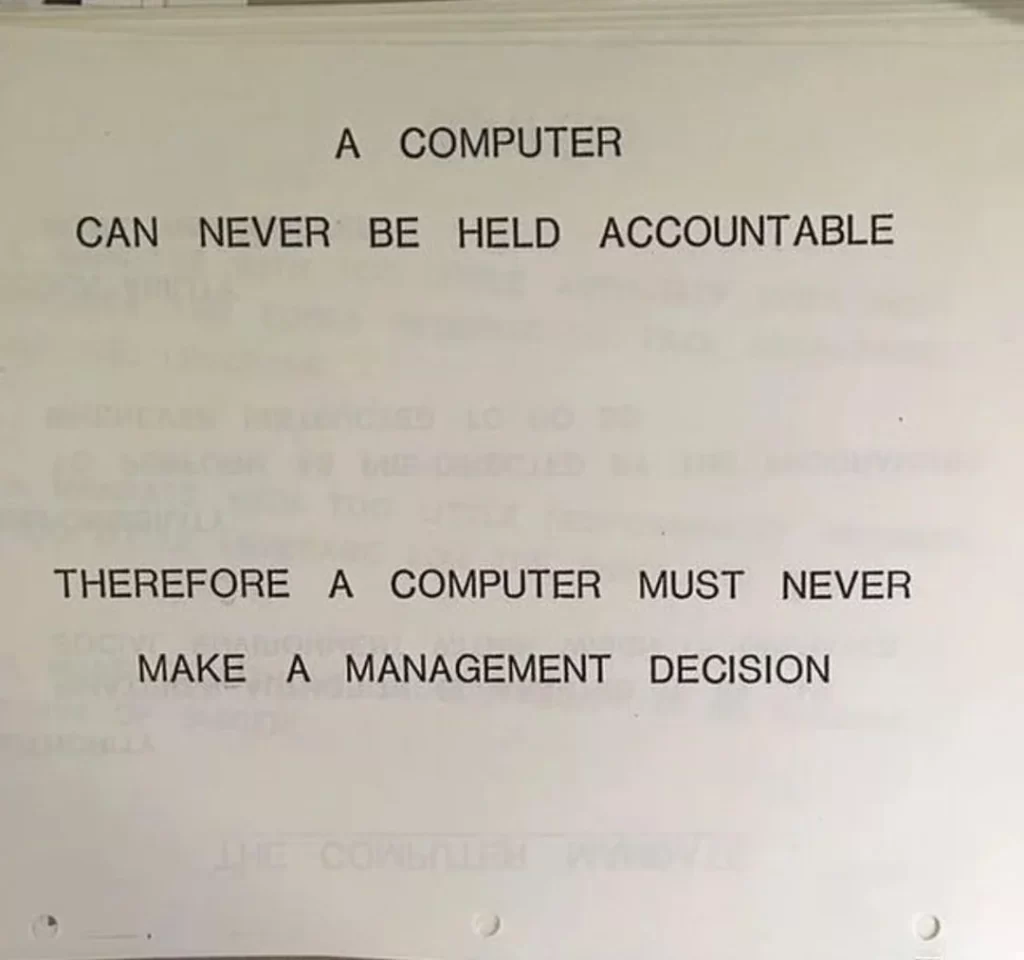 A COMPUTER
CAN NEVER BE HELD ACCOUNTABLE
THEREFORE A COMPUTER MUST NEVER
MAKE A MANAGEMENT DECISION